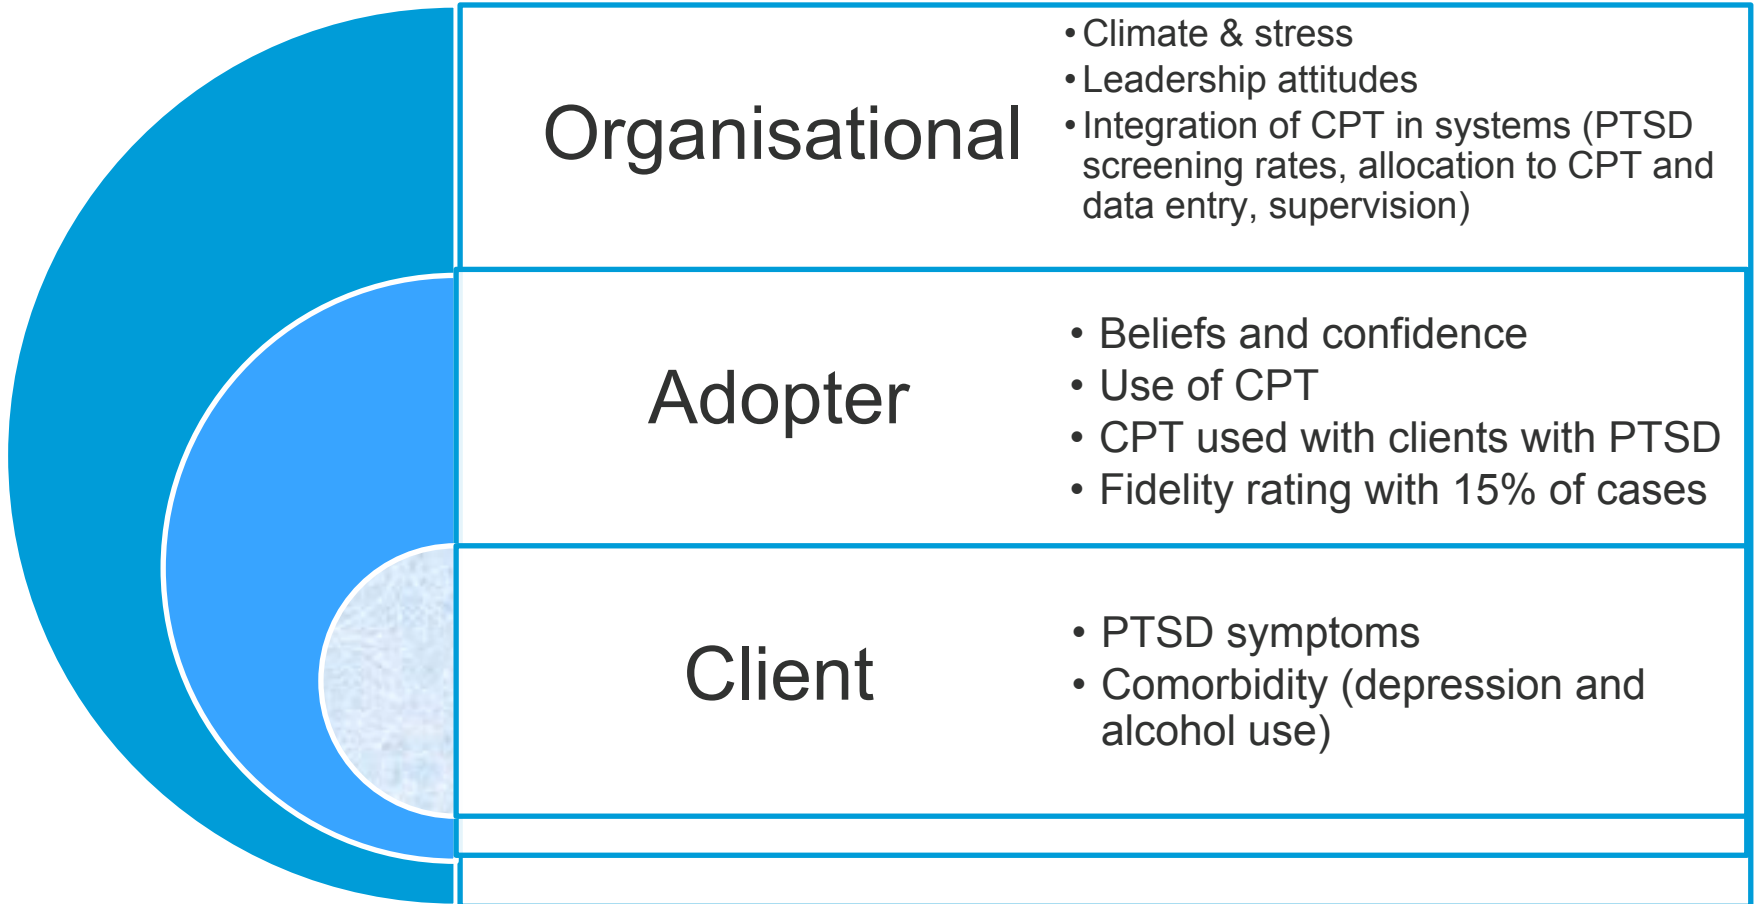 Organisational
• Climate & stress
• Leadership attitudes
• Integration of CPT in systems (PTSD
screening rates, allocation to CPT and
data entry, supervision)
Adopter
• Beliefs and confidence
• Use of CPT
• CPT used with clients with PTSD
• Fidelity rating with 15% of cases
Client
• PTSD symptoms
• Comorbidity (depression and
alcohol use)